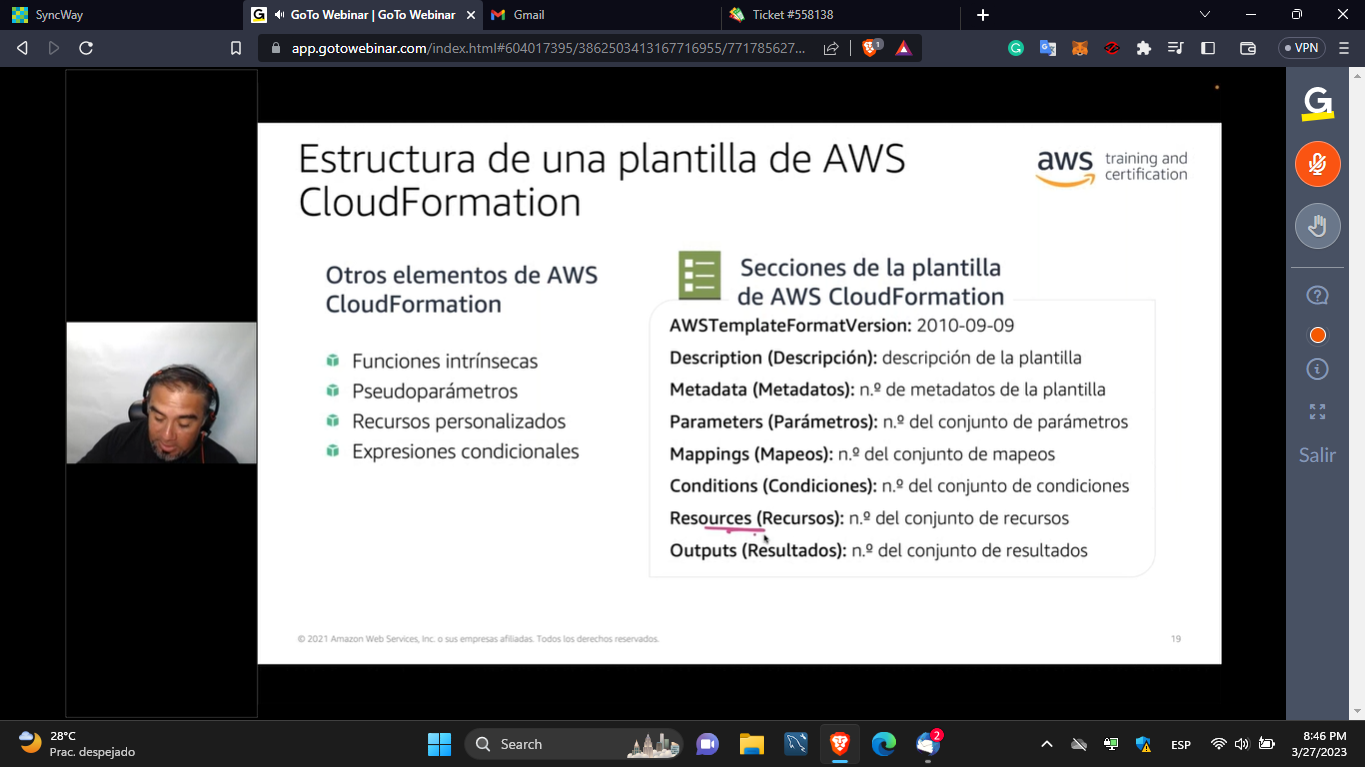 SyncWay
G GoTo Webinar | GoTo Webinar
Gmail
Ticket #558138
app.gotowebinar.com/index.html#604017395/3862503413167716955/771785627...
1
VPN
Estructura de una plantilla de AWS
CloudFormation
aws training and
certification
Otros elementos de AWS
CloudFormation
Funciones intrínsecas
Pseudoparámetros
Recursos personalizados
Expresiones condicionales
Secciones de la plantilla
de AWS CloudFormation
AWSTemplateFormatVersion: 2010-09-09
Description (Descripción): descripción de la plantilla
Metadata (Metadatos): n.º de metadatos de la plantilla
Parameters (Parámetros): n.º del conjunto de parámetros
Mappings (Mapeos): n.º del conjunto de mapeos
Conditions (Condiciones): n.º del conjunto de condiciones
Resources (Recursos): n.º del conjunto de recursos
Outputs (Resultados): n.º del conjunto de resultados
© 2021 Amazon Web Services, Inc. o sus empresas afiliadas. Todos los derechos reservados.
19
G
Salir
28°C
Prac. despejado
Search
2
ESP
8:46 PM
3/27/2023